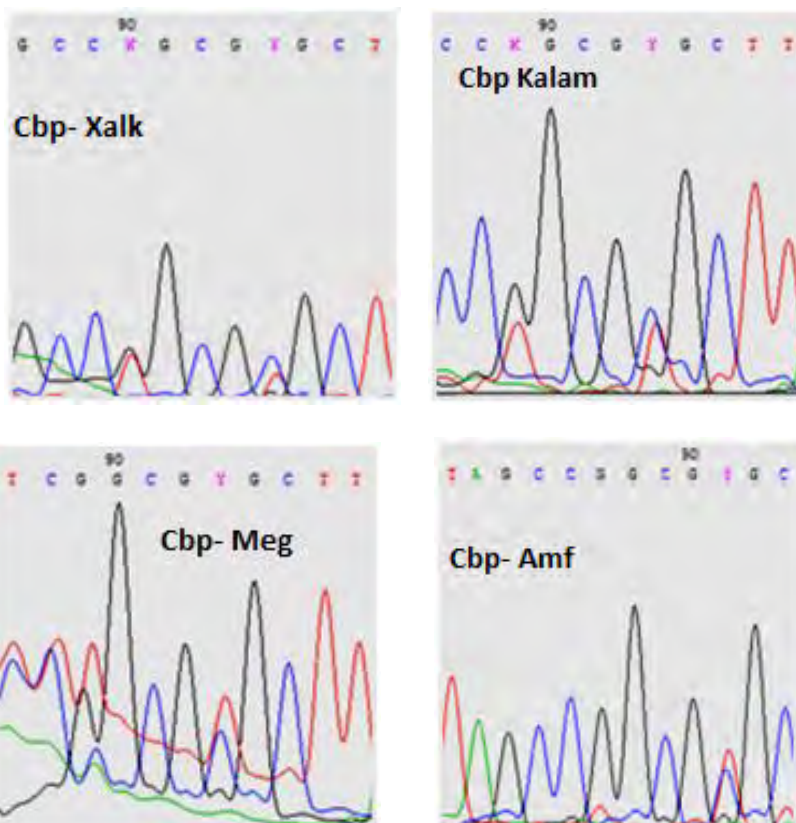 90
G C C K G C G Y G C T
Cbp- Xalk
90
C C K G C G Y G C T T
Cbp Kalam
90
T C G G C G Y G C T T
Cbp- Meg
90
T A G C C G G C G Y G C
Cbp- Amf